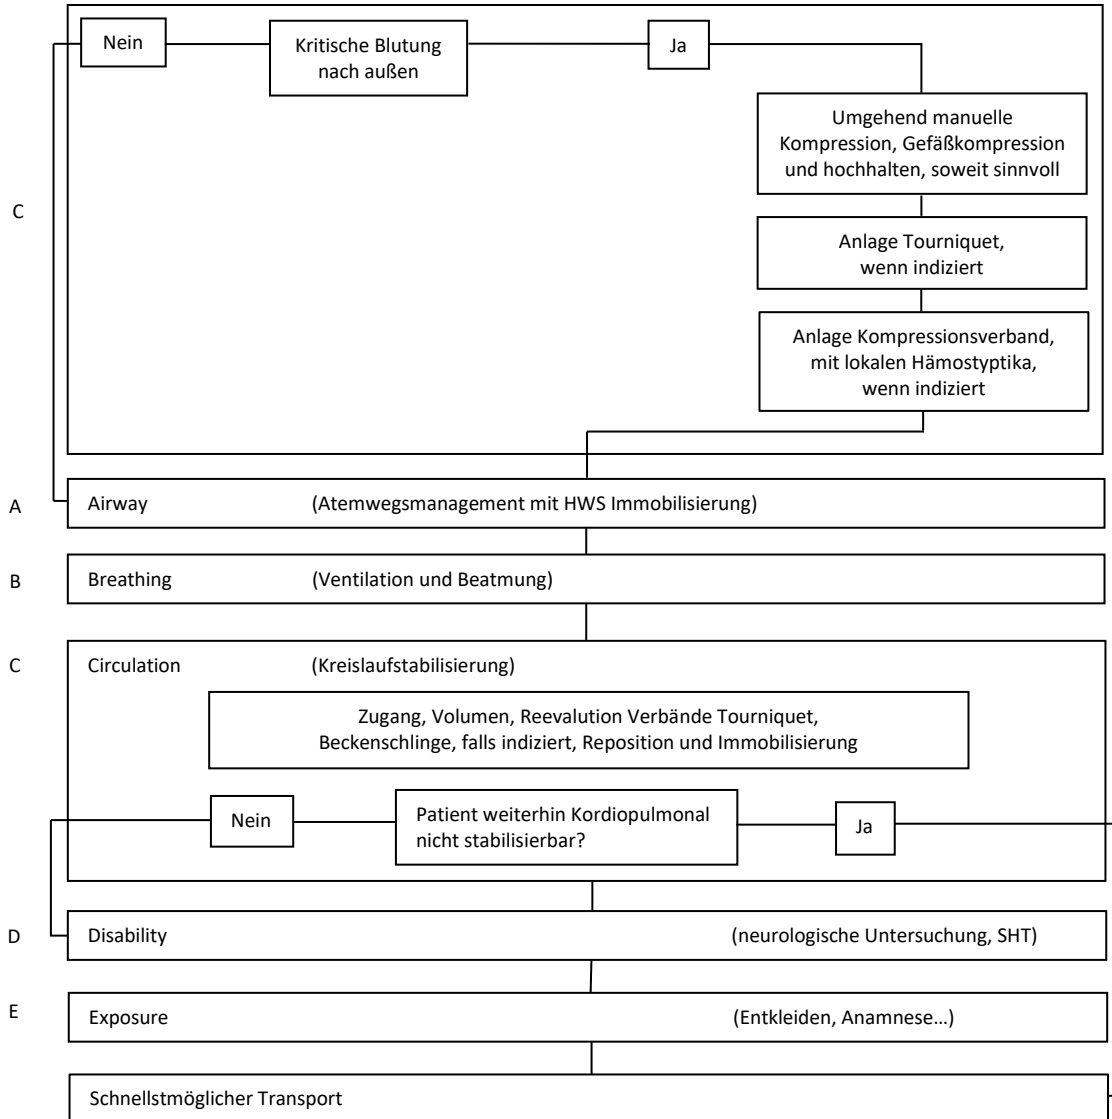 Nein
Kritische Blutung
nach außen
Ja
Umgehend manuelle
Kompression, Gefäßkompression
und hochhalten, soweit sinnvoll
C
Anlage Tourniquet,
wenn indiziert
Anlage Kompressionsverband,
mit lokalen Hämostyptika,
wenn indiziert
A Airway (Atemwegsmanagement mit HWS Immobilisierung)
B Breathing (Ventilation und Beatmung)
C Circulation (Kreislaufstabilisierung)
Zugang, Volumen, Reevalution Verbände Tourniquet,
Beckenschlinge, falls indiziert, Reposition und Immobilisierung
Nein
Patient weiterhin Kordiopulmonal
nicht stabilisierbar?
Ja
D Disability (neurologische Untersuchung, SHT)
E Exposure (Entkleiden, Anamnese...)
Schnellstmöglicher Transport